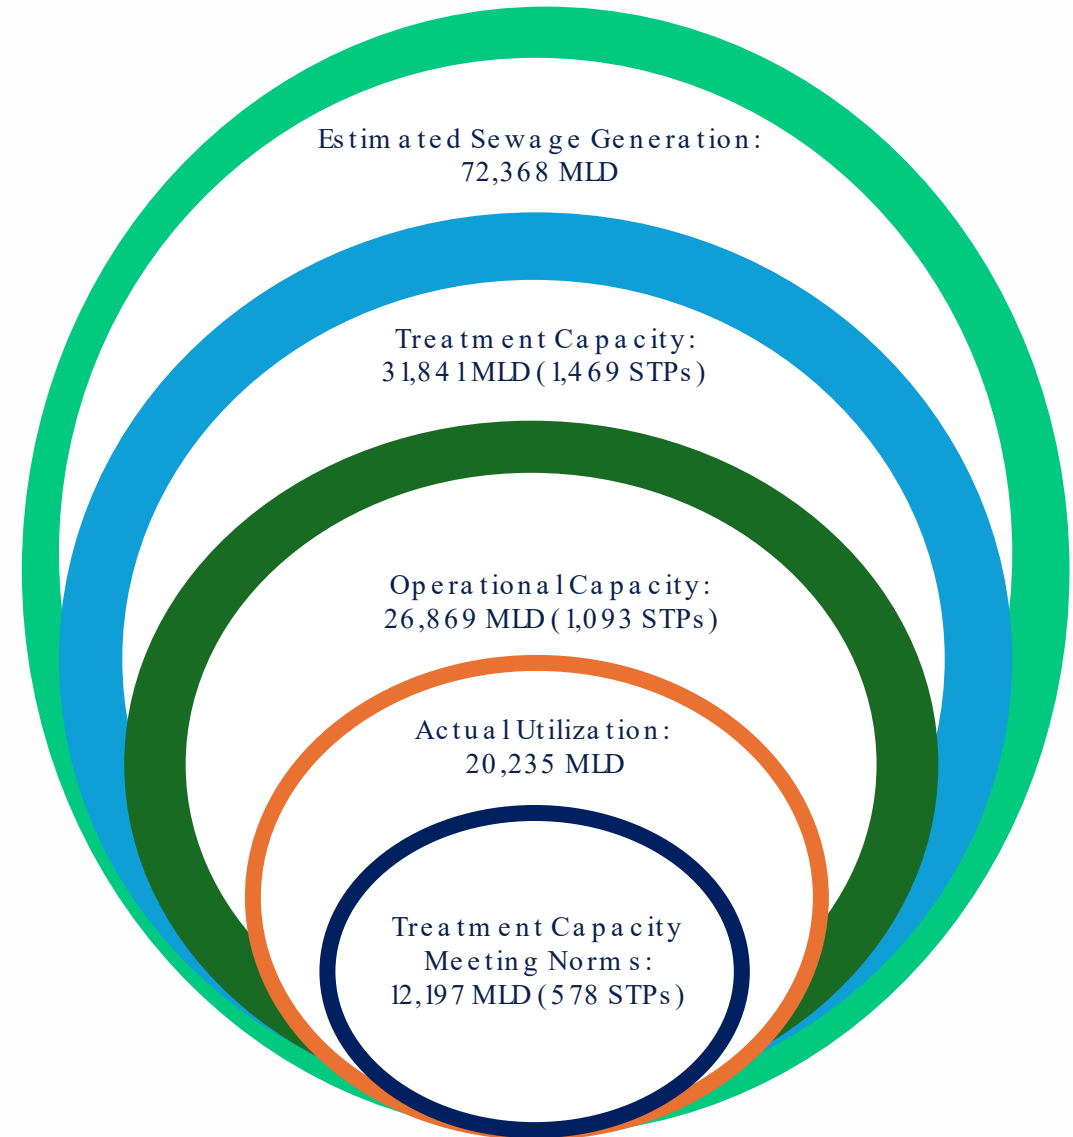 Estimated Sewage Generation:
72,368 MLD
Treatment Capacity:
31,841 MLD (1,469 STPs)
Operational Capacity:
26,869 MLD (1,093 STPs)
Actual Utilization:
20,235 MLD
Treatment Capacity
Meeting Norms:
12,197 MLD (578 STPs)